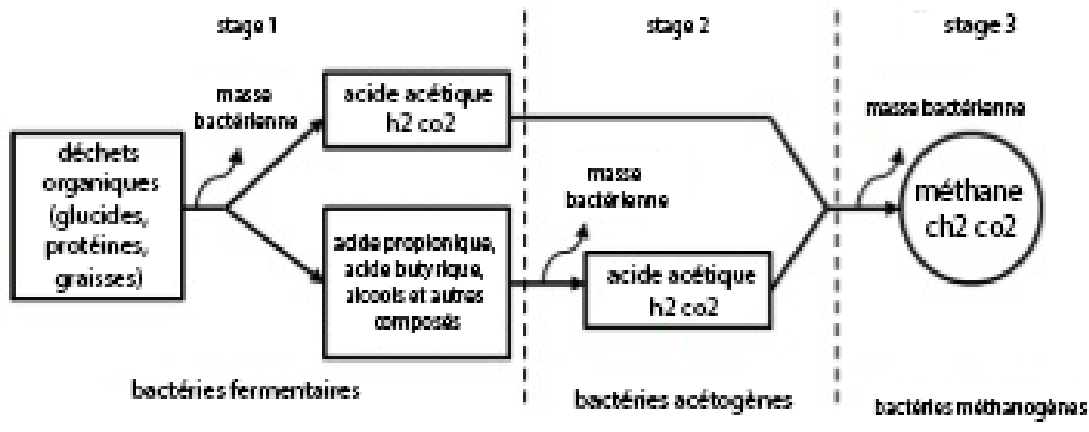 stage 1
stage 2
stage 3
masse
bactérienne
déchets
organiques
(glucides,
protéines,
graisses)
acide acétique
h2 co2
acide propionique,
acide butyrique,
alcools et autres
composés
masse
bactérienne
acide acétique
h2 co2
masse bactérienne
méthane
ch2 co2
bactéries fermentaires
bactéries acétogènes
bactéries méthanogènes